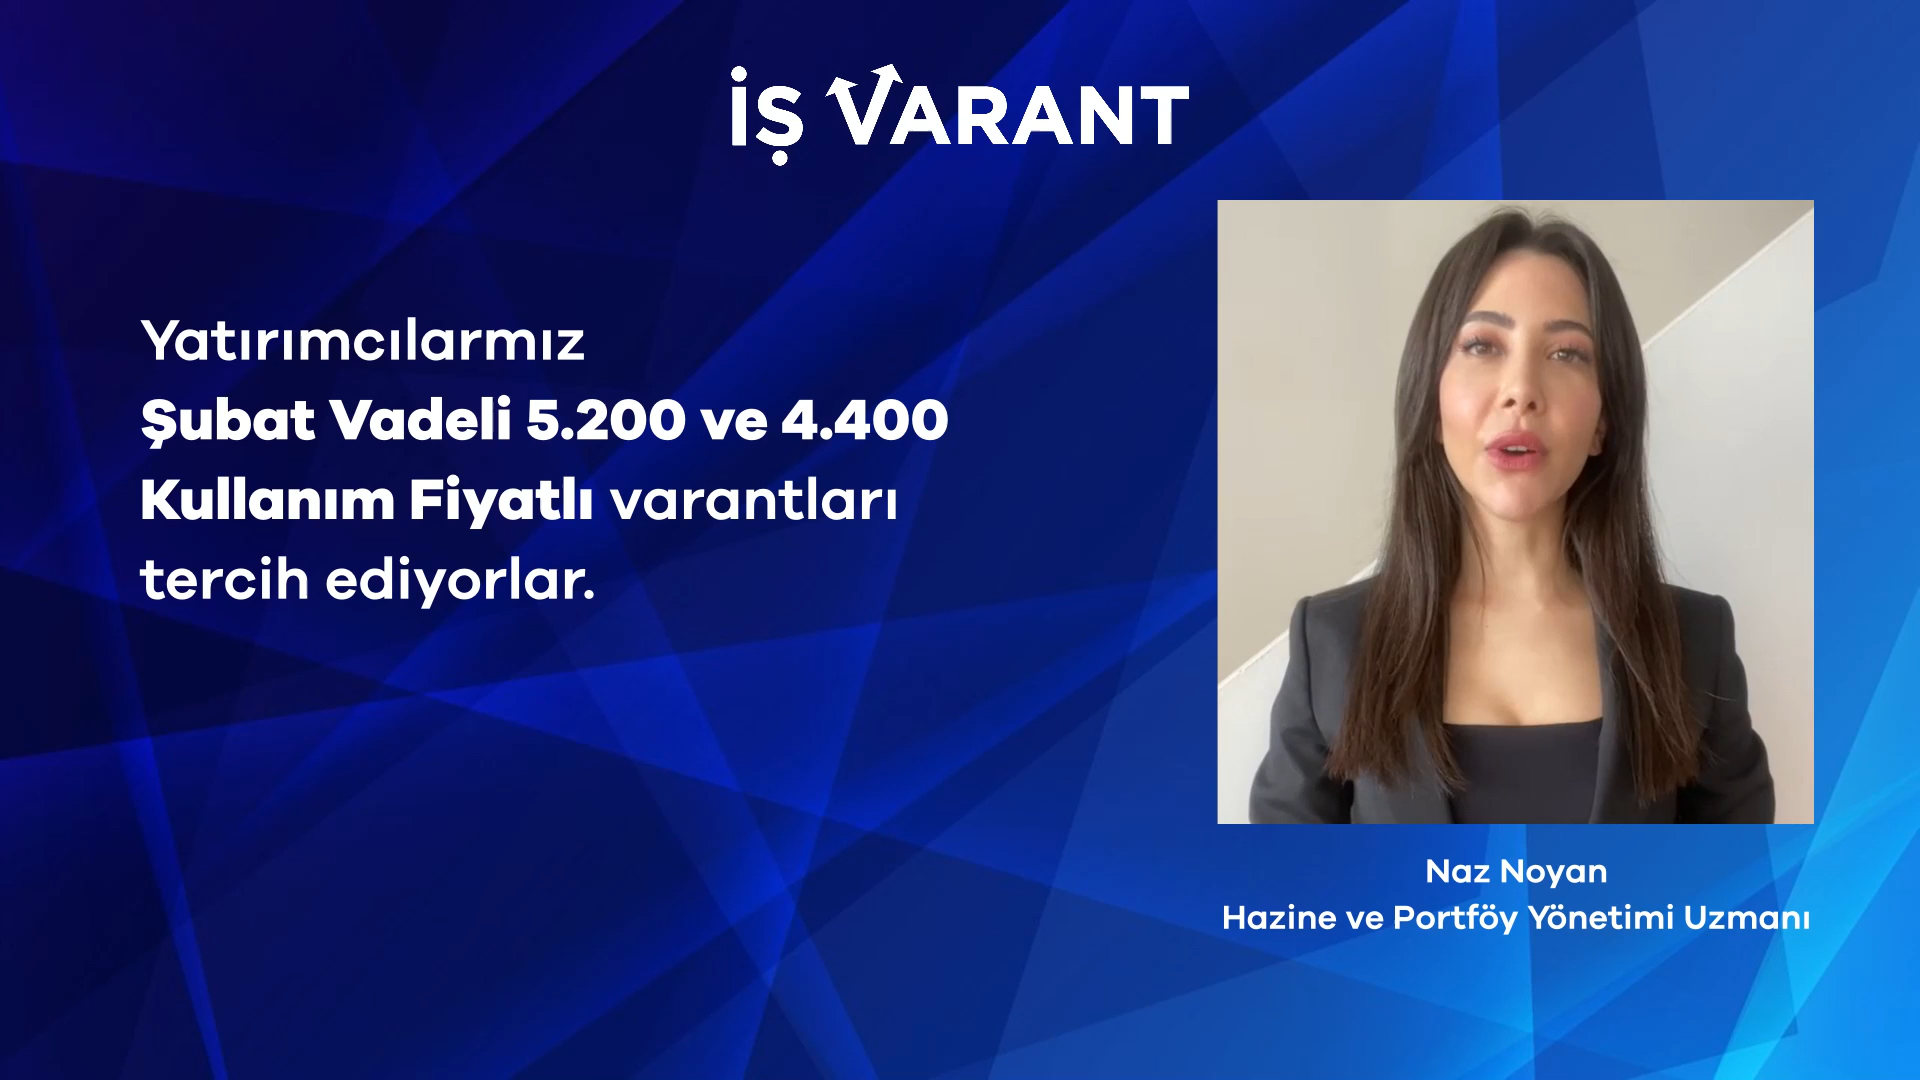 İŞ VARANT
Yatırımcılarmız
Şubat Vadeli 5.200 ve 4.400
Kullanım Fiyatlı varantları
tercih ediyorlar.
Naz Noyan
Hazine ve Portföy Yönetimi Uzmanı